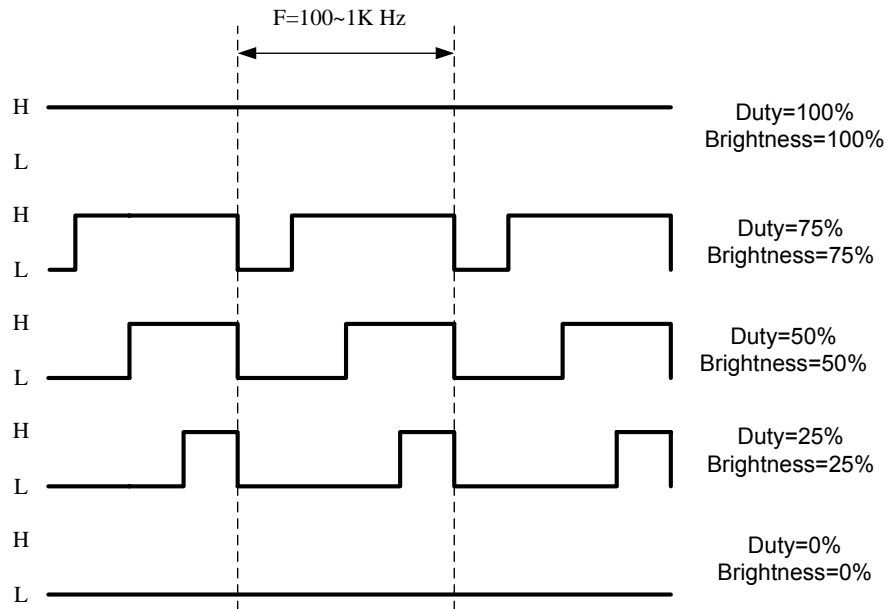 F=100~1K Hz
H
L
Duty=100%
Brightness=100%
H
L
Duty=75%
Brightness=75%
H
L
Duty=50%
Brightness=50%
H
L
Duty=25%
Brightness=25%
H
L
Duty=0%
Brightness=0%